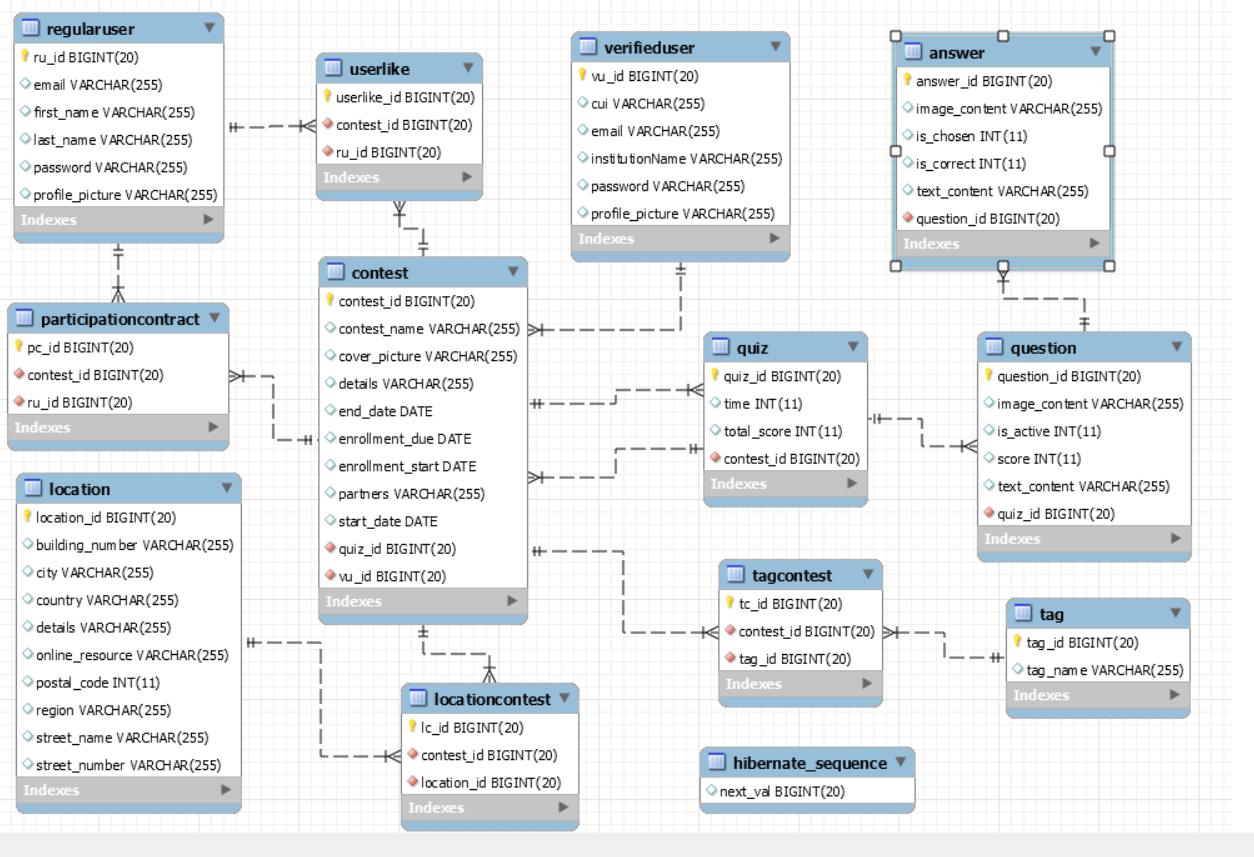 regularuser
ru_id BIGINT(20)
email VARCHAR(255)
first_name VARCHAR(255)
last_name VARCHAR(255)
password VARCHAR(255)
profile_picture VARCHAR(255)
Indexes
userlike
userlike_id BIGINT(20)
contest_id BIGINT(20)
ru_id BIGINT(20)
Indexes
verifieduser
vu_id BIGINT(20)
cui VARCHAR(255)
email VARCHAR(255)
institutionName VARCHAR(255)
password VARCHAR(255)
profile_picture VARCHAR(255)
Indexes
answer
answer_id BIGINT(20)
image_content VARCHAR(255)
is_chosen INT(11)
is_correct INT(11)
text_content VARCHAR(255)
question_id BIGINT(20)
Indexes
participationcontract
pc_id BIGINT(20)
contest_id BIGINT(20)
ru_id BIGINT(20)
Indexes
contest
contest_id BIGINT(20)
contest_name VARCHAR(255)
cover_picture VARCHAR(255)
details VARCHAR(255)
end_date DATE
enrollment_due DATE
enrollment_start DATE
partners VARCHAR(255)
start_date DATE
quiz_id BIGINT(20)
vu_id BIGINT(20)
Indexes
quiz
quiz_id BIGINT(20)
time INT(11)
total_score INT(11)
contest_id BIGINT(20)
Indexes
question
question_id BIGINT(20)
image_content VARCHAR(255)
is_active INT(11)
score INT(11)
text_content VARCHAR(255)
quiz_id BIGINT(20)
Indexes
location
location_id BIGINT(20)
building_number VARCHAR(255)
city VARCHAR(255)
country VARCHAR(255)
details VARCHAR(255)
online_resource VARCHAR(255)
postal_code INT(11)
region VARCHAR(255)
street_name VARCHAR(255)
street_number VARCHAR(255)
Indexes
tagcontest
tc_id BIGINT(20)
contest_id BIGINT(20)
tag_id BIGINT(20)
Indexes
tag
tag_id BIGINT(20)
tag_name VARCHAR(255)
Indexes
locationcontest
lc_id BIGINT(20)
contest_id BIGINT(20)
location_id BIGINT(20)
Indexes
hibernate_sequence
next_val BIGINT(20)